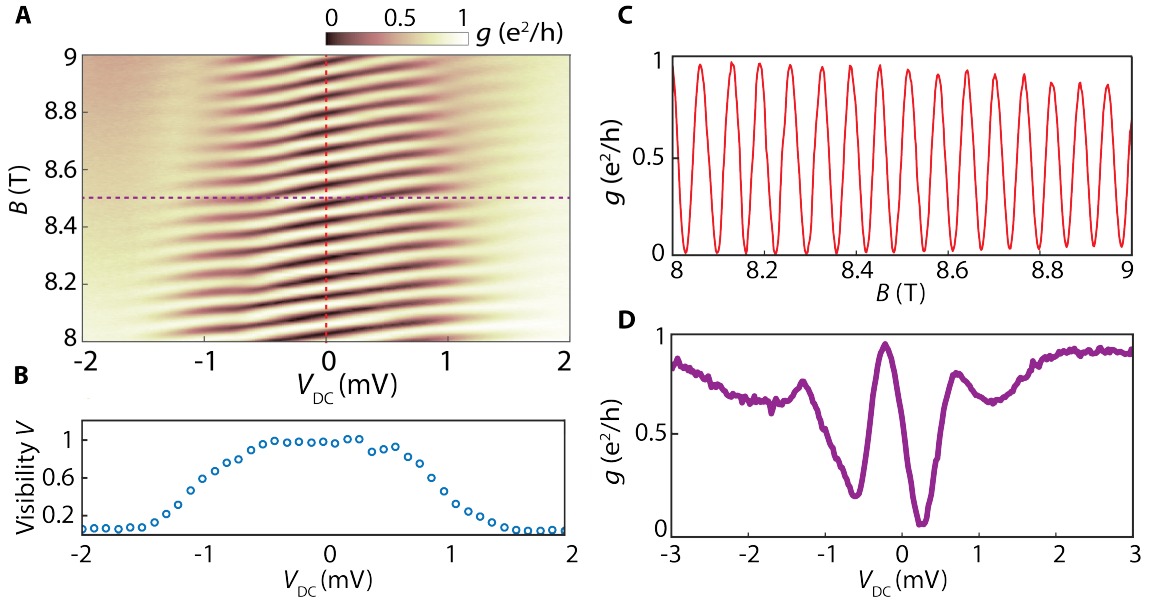 A
0 0.5 1
g (e²/h)
9
8.8
8.6
8.4
8.2
8
B (T)
-2 -1 0 1 2
V_DC (mV)
B
1
0.6
0.2
Visibility V
-2 -1 0 1 2
V_DC (mV)
C
1
0.5
0
g (e²/h)
8 8.2 8.4 8.6 8.8 9
B (T)
D
1
0.5
0
g (e²/h)
-3 -2 -1 0 1 2 3
V_DC (mV)